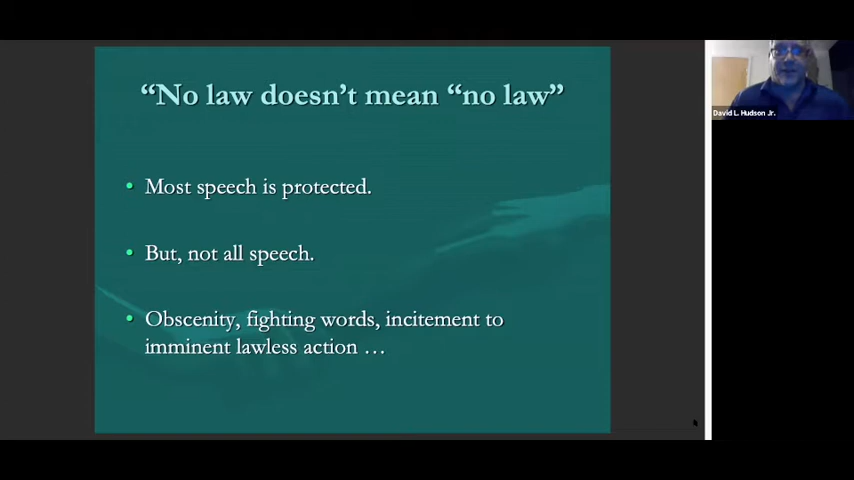 “No law doesn’t mean “no law”
• Most speech is protected.
• But, not all speech.
• Obscenity, fighting words, incitement to
imminent lawless action …
David L. Hudson Jr.